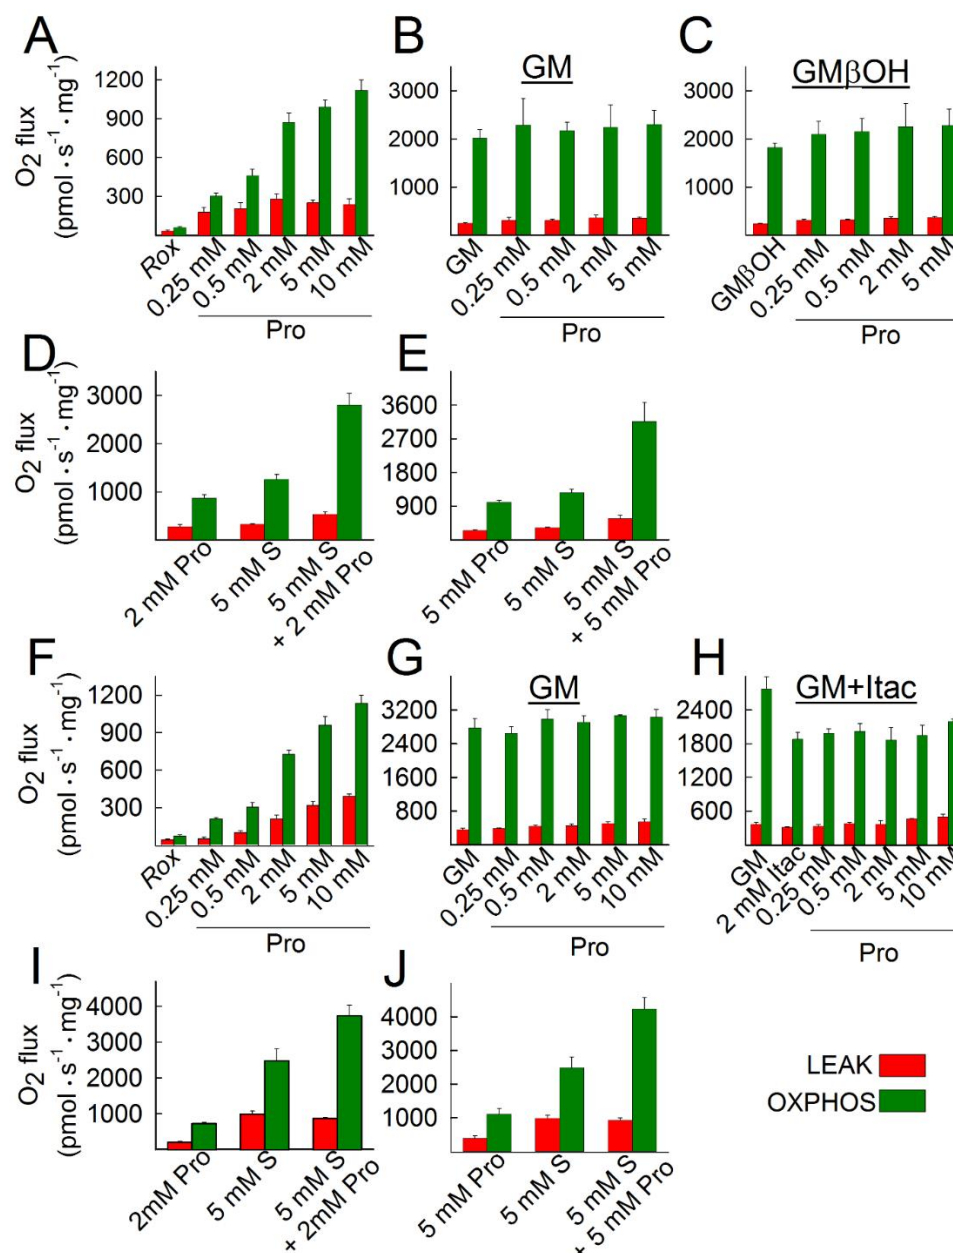 A
O2 flux
(pmol · s⁻¹ · mg⁻¹)
1200
900
600
300
Rox
0.25 mM
0.5 mM
2 mM
5 mM
10 mM
Pro
B
GM
3000
2000
1000
GM
0.25 mM
0.5 mM
2 mM
5 mM
Pro
C
GMβOH
3000
2000
1000
GMβOH
0.25 mM
0.5 mM
2 mM
5 mM
Pro
D
O2 flux
(pmol · s⁻¹ · mg⁻¹)
3000
2000
1000
2 mM Pro
5 mM S
5 mM S
+ 2 mM Pro
E
3600
2700
1800
900
5 mM Pro
5 mM S
5 mM S
+ 5 mM Pro
F
O2 flux
(pmol · s⁻¹ · mg⁻¹)
1200
900
600
300
Rox
0.25 mM
0.5 mM
2 mM
5 mM
10 mM
Pro
G
GM
3200
2400
1600
800
GM
0.25 mM
0.5 mM
2 mM
5 mM
10 mM
Pro
H
GM+Itac
2400
1800
1200
600
GM
2 mM Itac
0.25 mM
0.5 mM
2 mM
5 mM
10 mM
Pro
I
O2 flux
(pmol · s⁻¹ · mg⁻¹)
4000
3000
2000
1000
2mM Pro
5 mM S
5 mM S
+ 2mM Pro
J
4000
3000
2000
1000
5 mM Pro
5 mM S
5 mM S
+ 5 mM Pro
LEAK
OXPHOS